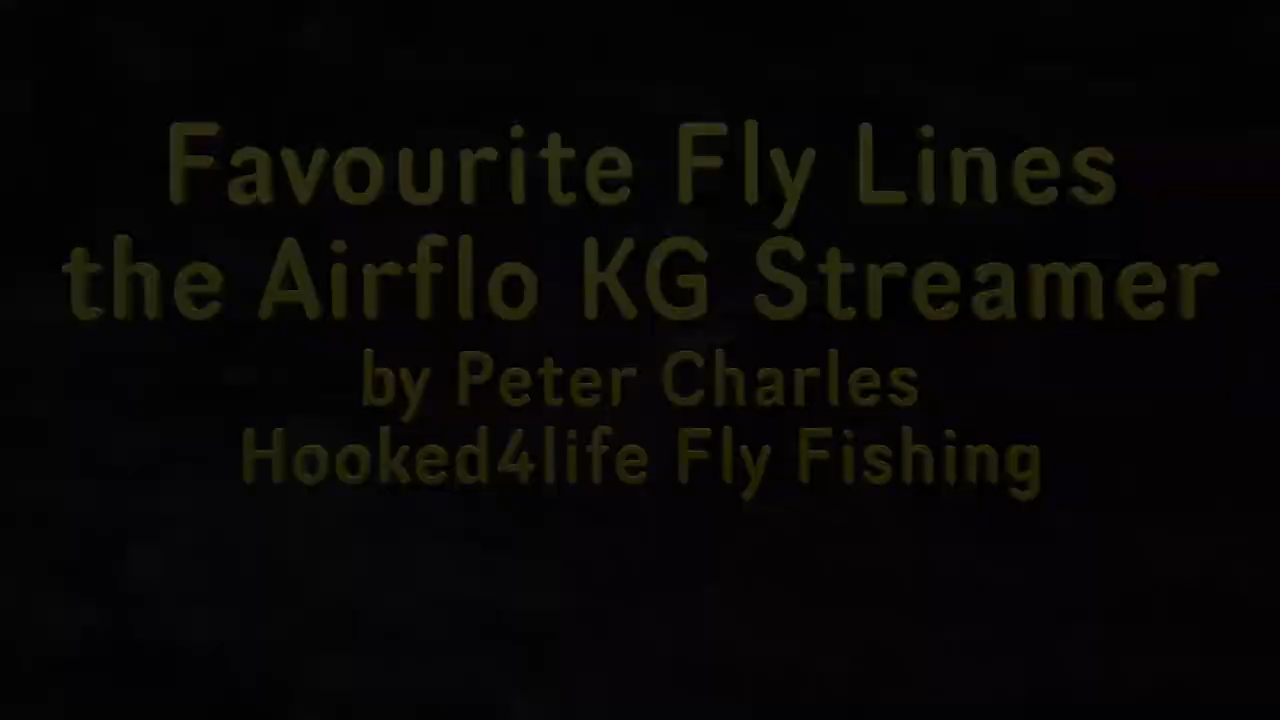 Favourite Fly Lines
the Airflo KG Streamer
by Peter Charles
Hooked4life Fly Fishing